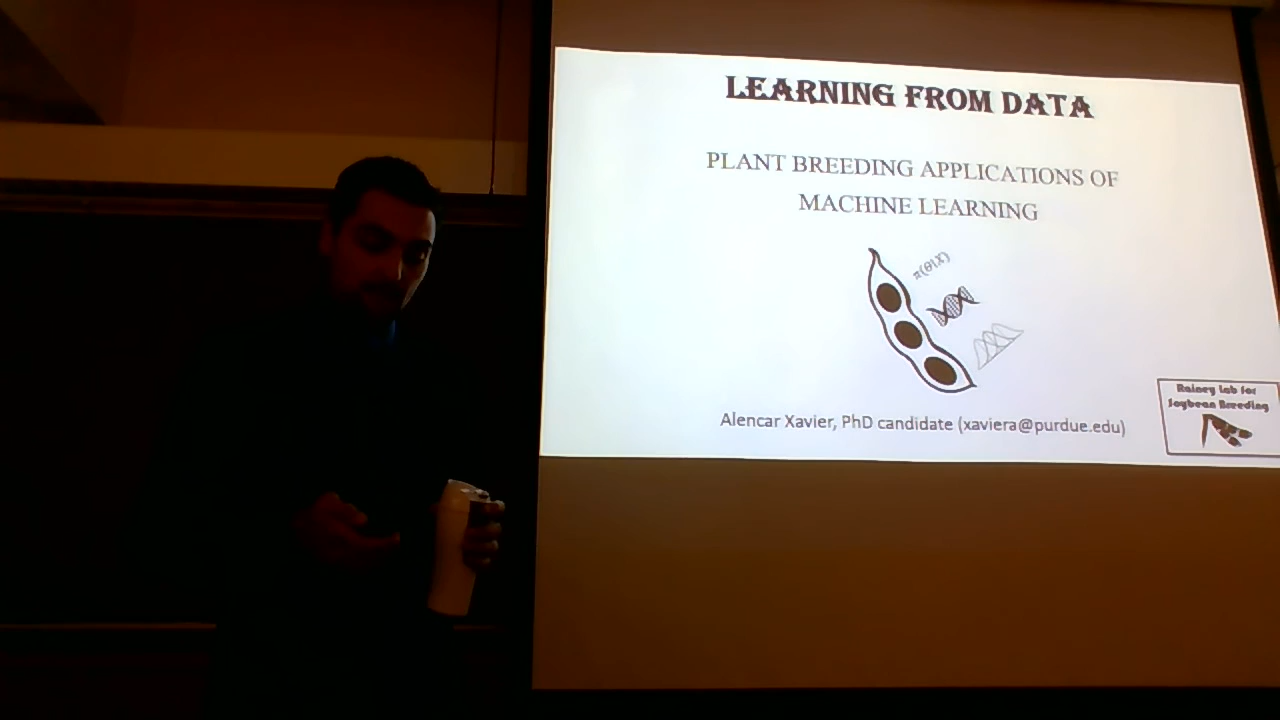 LEARNING FROM DATA
PLANT BREEDING APPLICATIONS OF
MACHINE LEARNING
π(θ|X)
Alencar Xavier, PhD candidate (xaviera@purdue.edu)
Rainey Lab for
Soybean Breeding